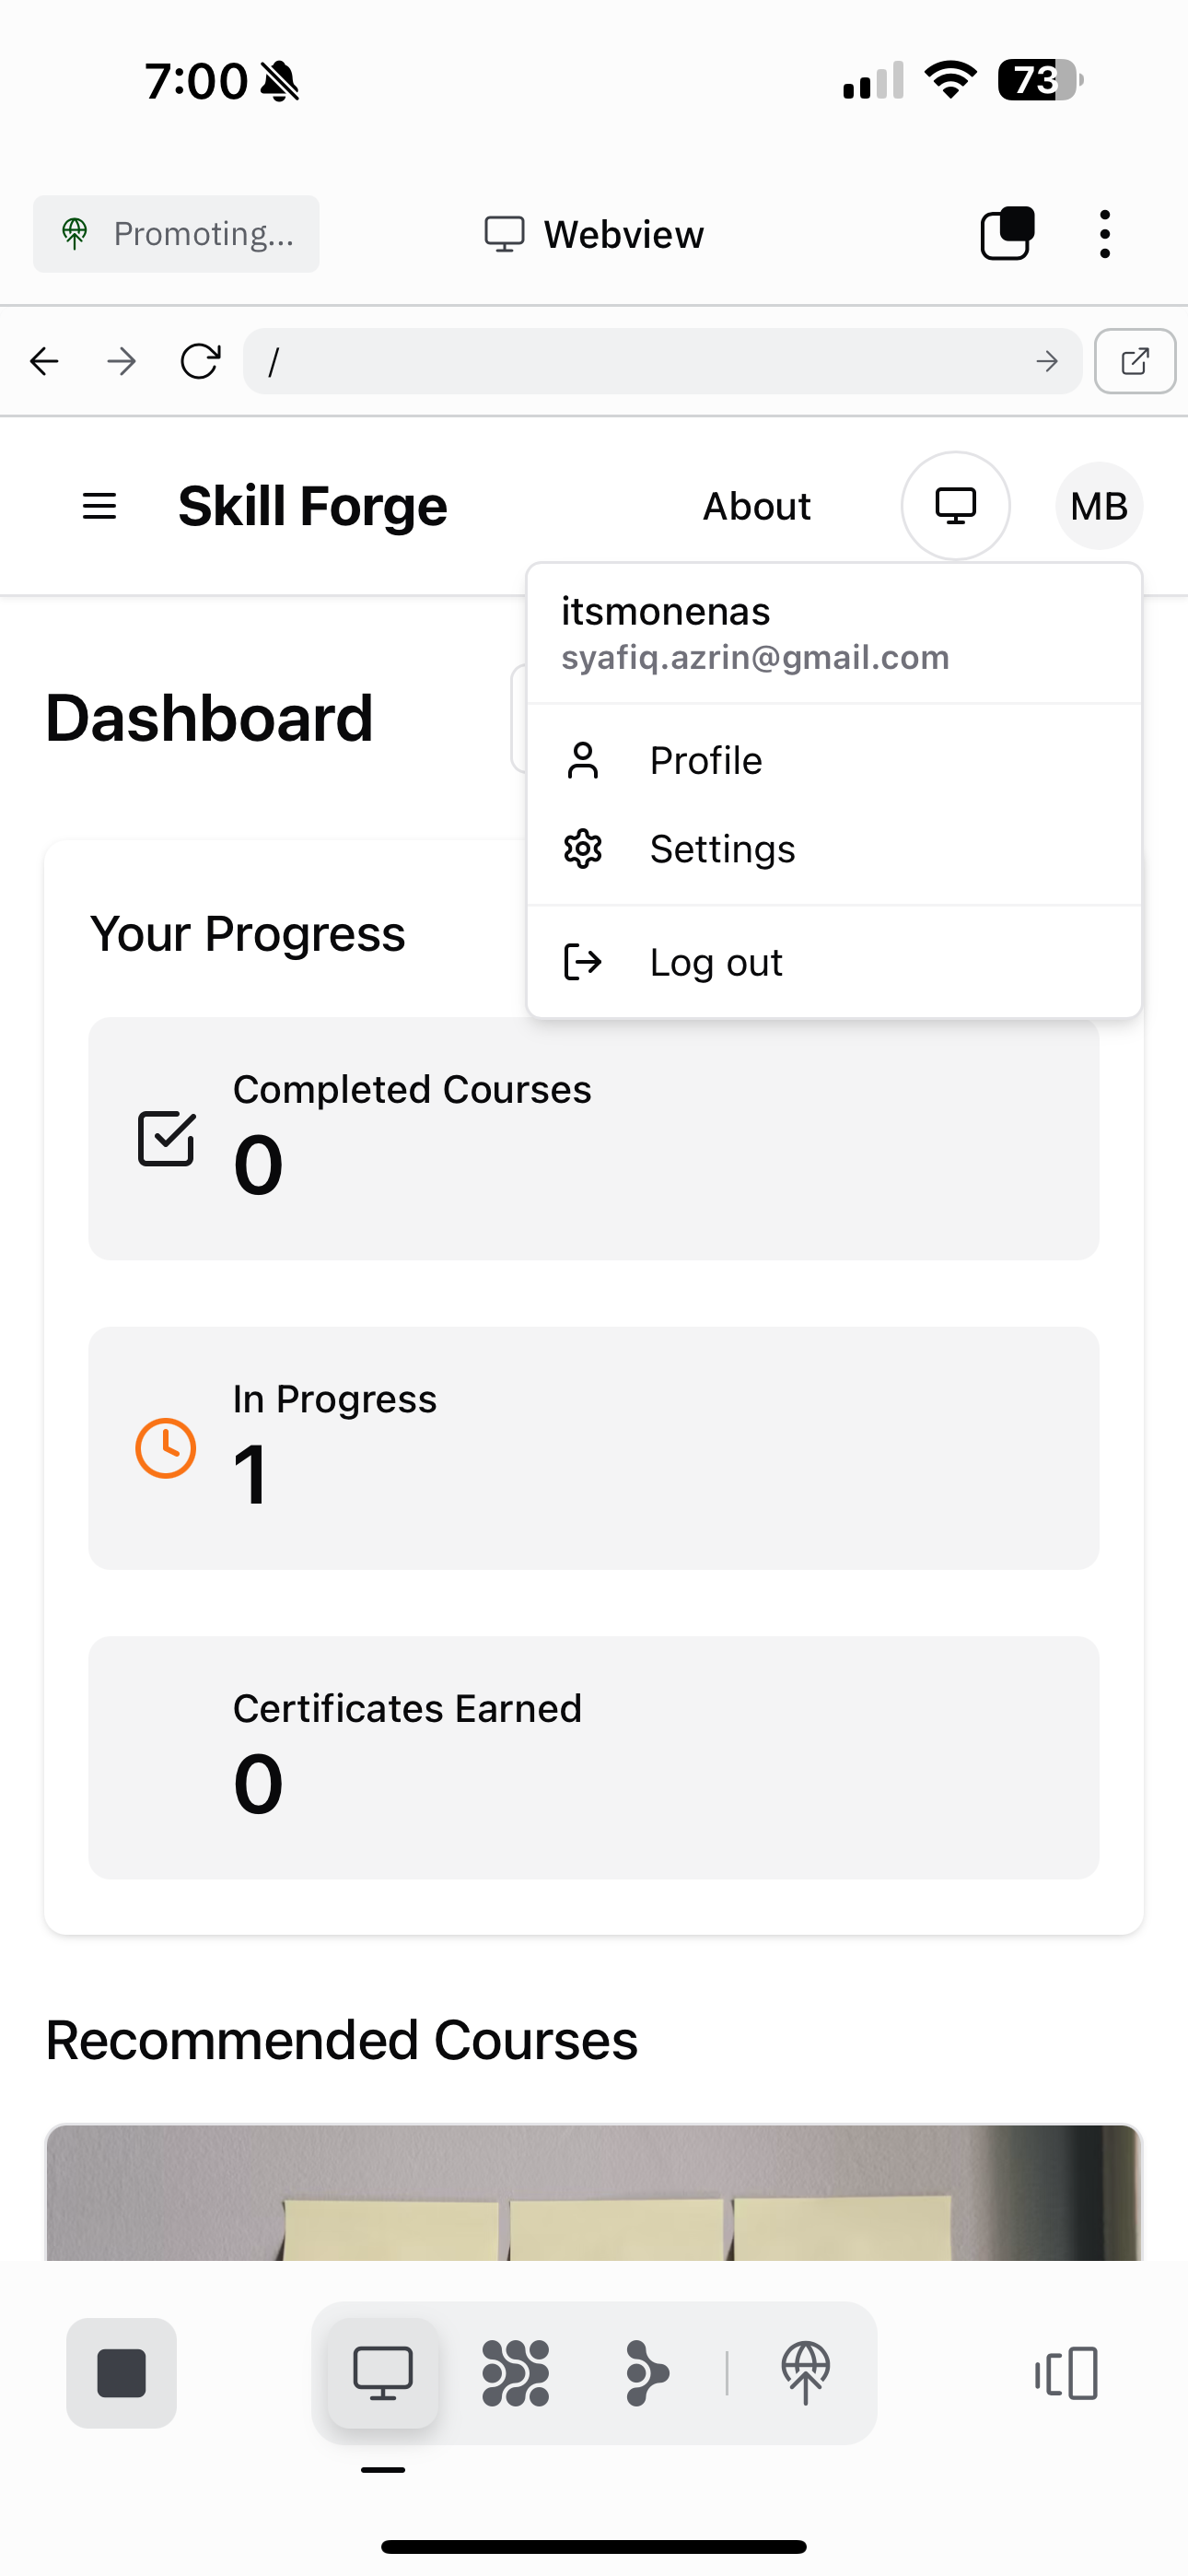 7:00
73
Promoting...
Webview
/
Skill Forge
About
MB
itsmonenas
syafiq.azrin@gmail.com
Dashboard
Profile
Settings
Log out
Your Progress
Completed Courses
0
In Progress
1
Certificates Earned
0
Recommended Courses